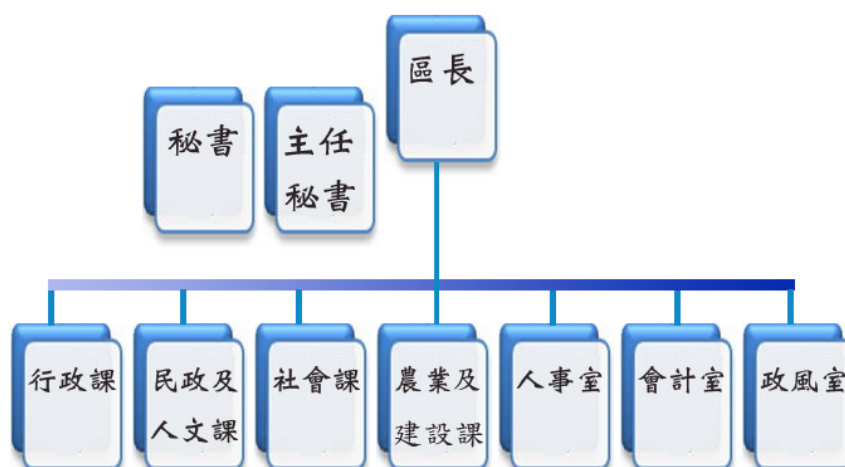 區長
秘書
主任
秘書
行政課
民政及
人文課
社會課
農業及
建設課
人事室
會計室
政風室